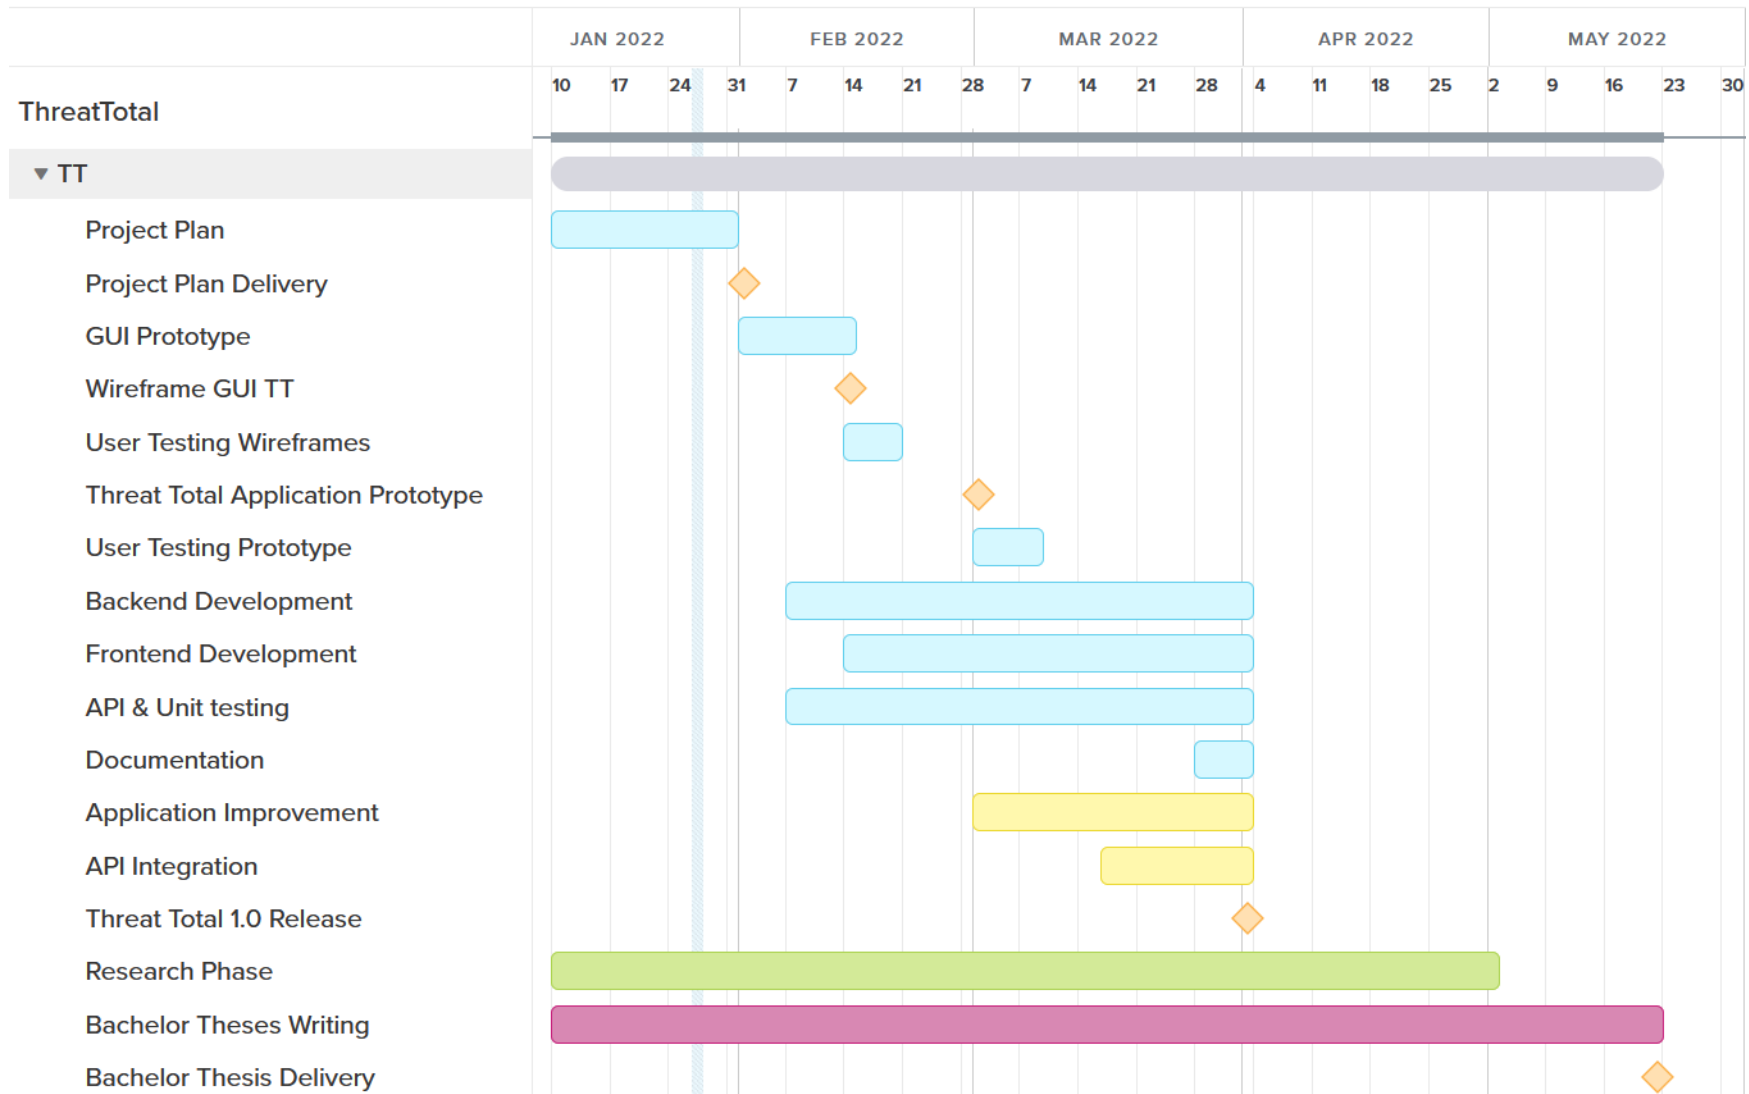 JAN 2022 FEB 2022 MAR 2022 APR 2022 MAY 2022
10 17 24 31 7 14 21 28 7 14 21 28 4 11 18 25 2 9 16 23 30
ThreatTotal
TT
Project Plan
Project Plan Delivery
GUI Prototype
Wireframe GUI TT
User Testing Wireframes
Threat Total Application Prototype
User Testing Prototype
Backend Development
Frontend Development
API & Unit testing
Documentation
Application Improvement
API Integration
Threat Total 1.0 Release
Research Phase
Bachelor Theses Writing
Bachelor Thesis Delivery